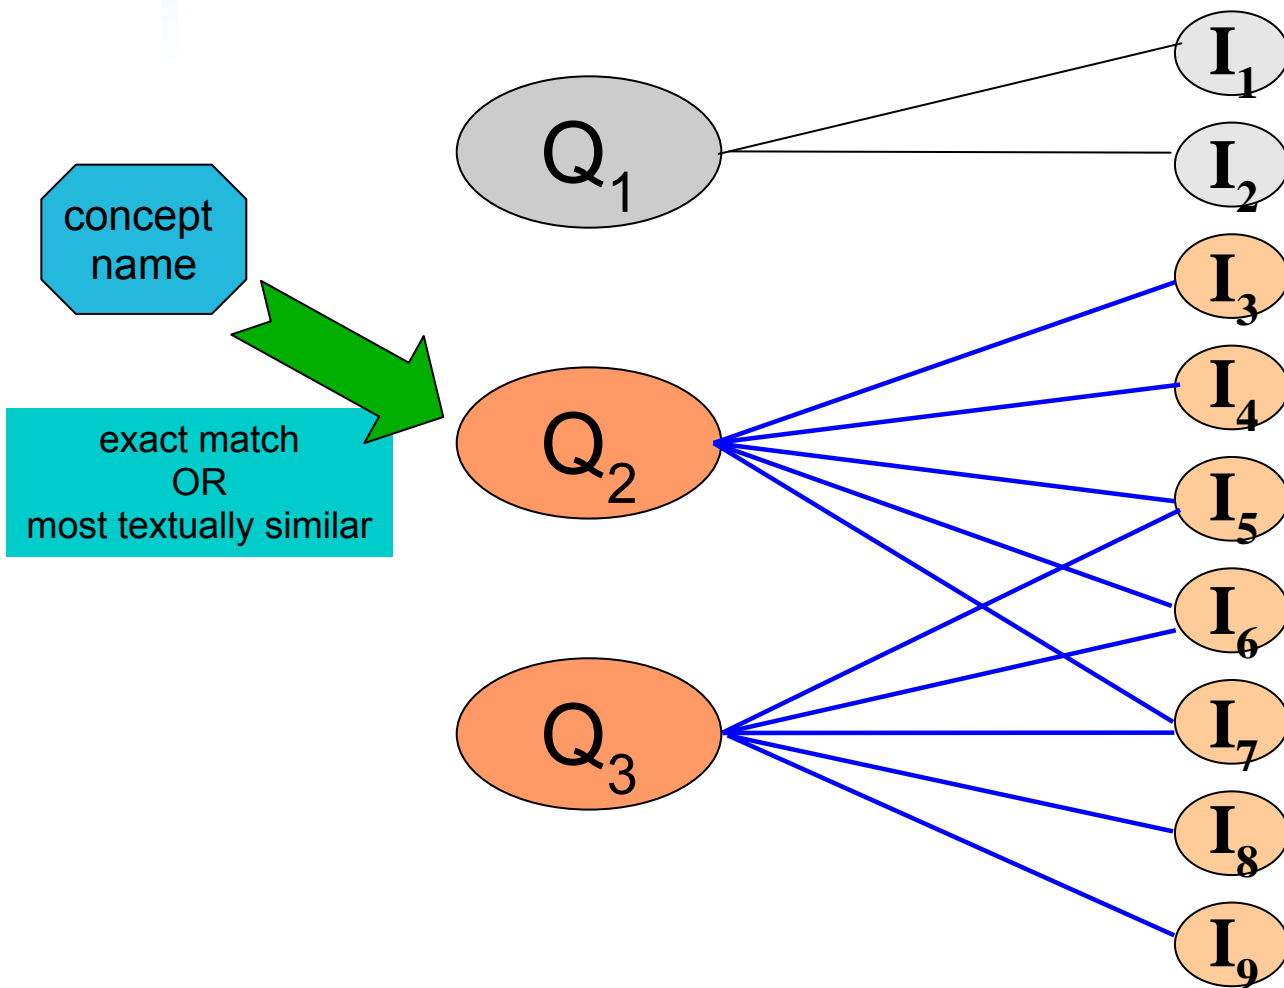 concept
name
exact match
OR
most textually similar
Q₁
Q₂
Q₃
I₁
I₂
I₃
I₄
I₅
I₆
I₇
I₈
I₉